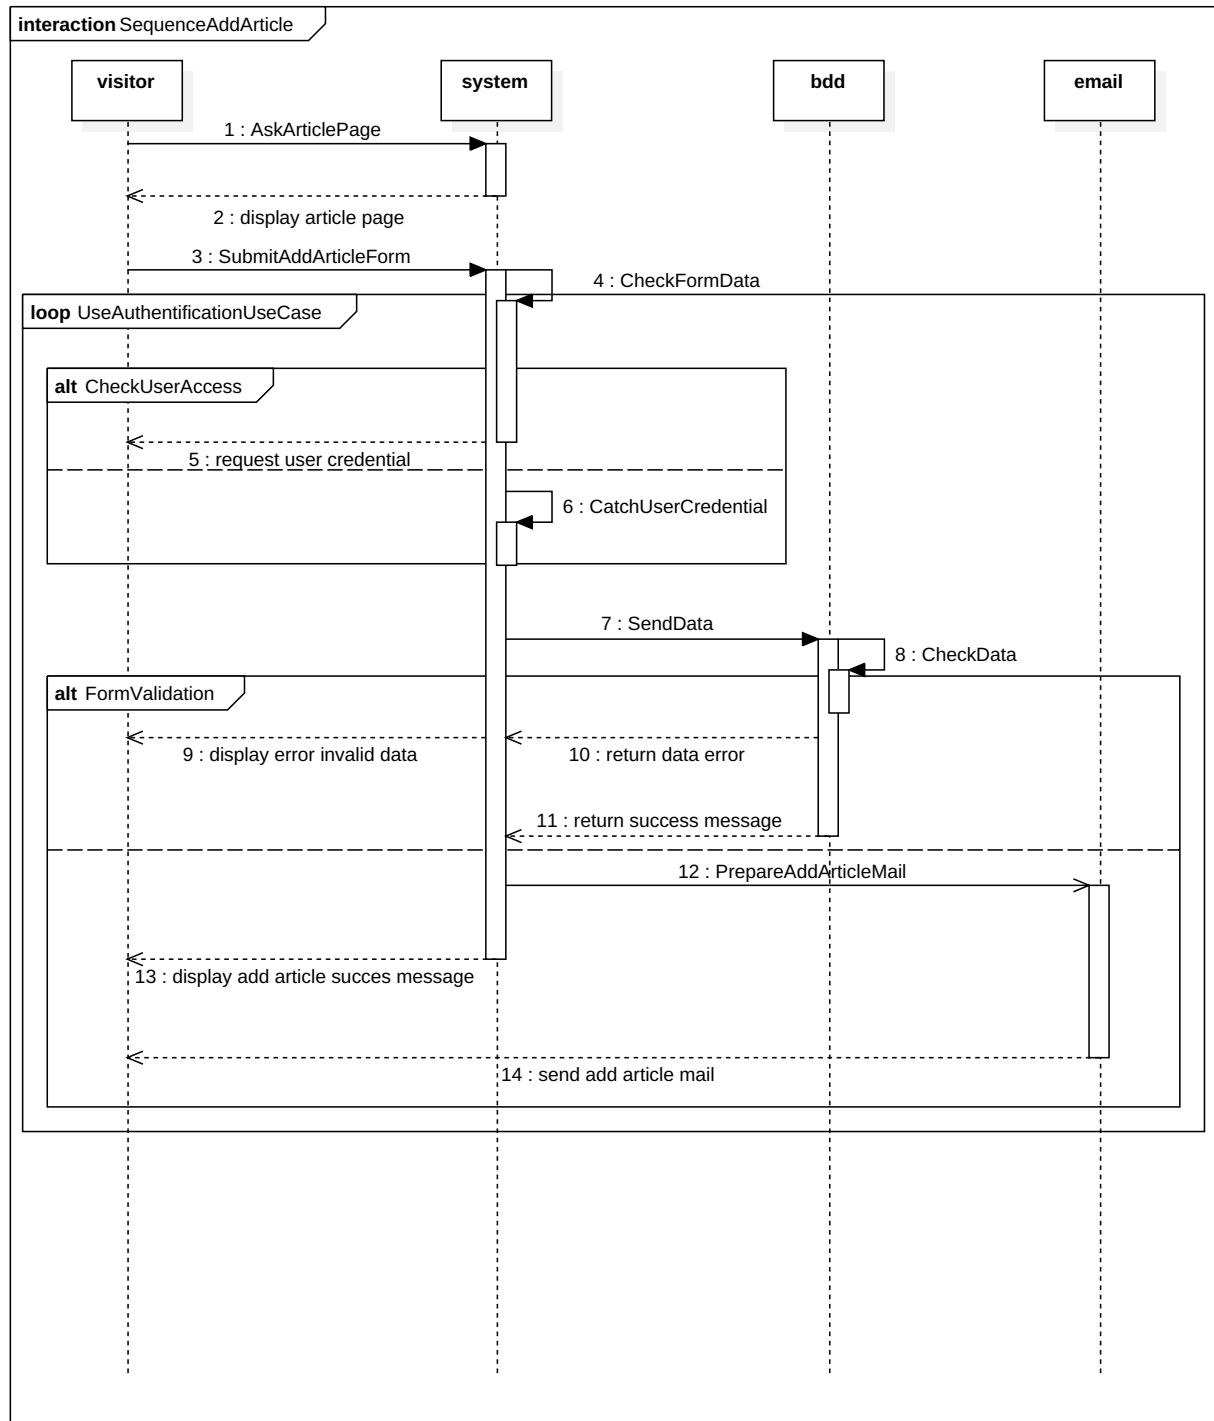 interaction SequenceAddArticle
visitor
system
bdd
email
1 : AskArticlePage
2 : display article page
3 : SubmitAddArticleForm
4 : CheckFormData
loop UseAuthentificationUseCase
alt CheckUserAccess
5 : request user credential
6 : CatchUserCredential
7 : SendData
8 : CheckData
alt FormValidation
9 : display error invalid data
10 : return data error
11 : return success message
12 : PrepareAddArticleMail
13 : display add article succes message
14 : send add article mail